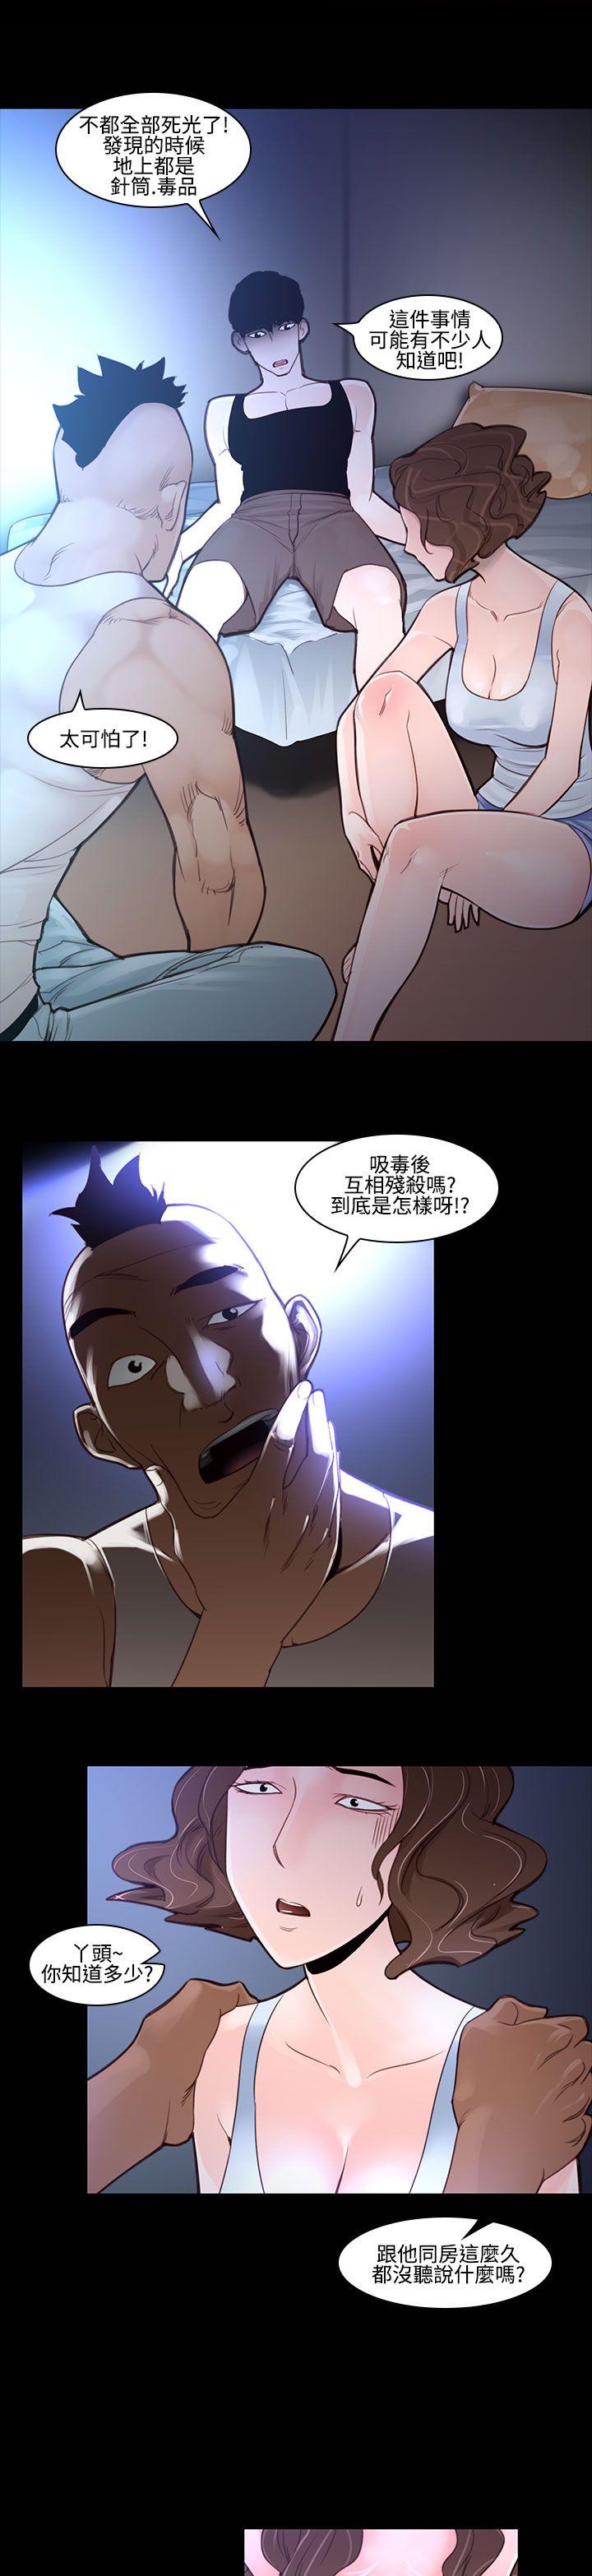 不都全部死光了!
發現的時候
地上都是
針筒.毒品
這件事情
可能有不少人
知道吧!
太可怕了!
吸毒後
互相殘殺嗎?
到底是怎樣呀!?
丫頭~
你知道多少?
跟他同房這麼久
都沒聽說什麼嗎?